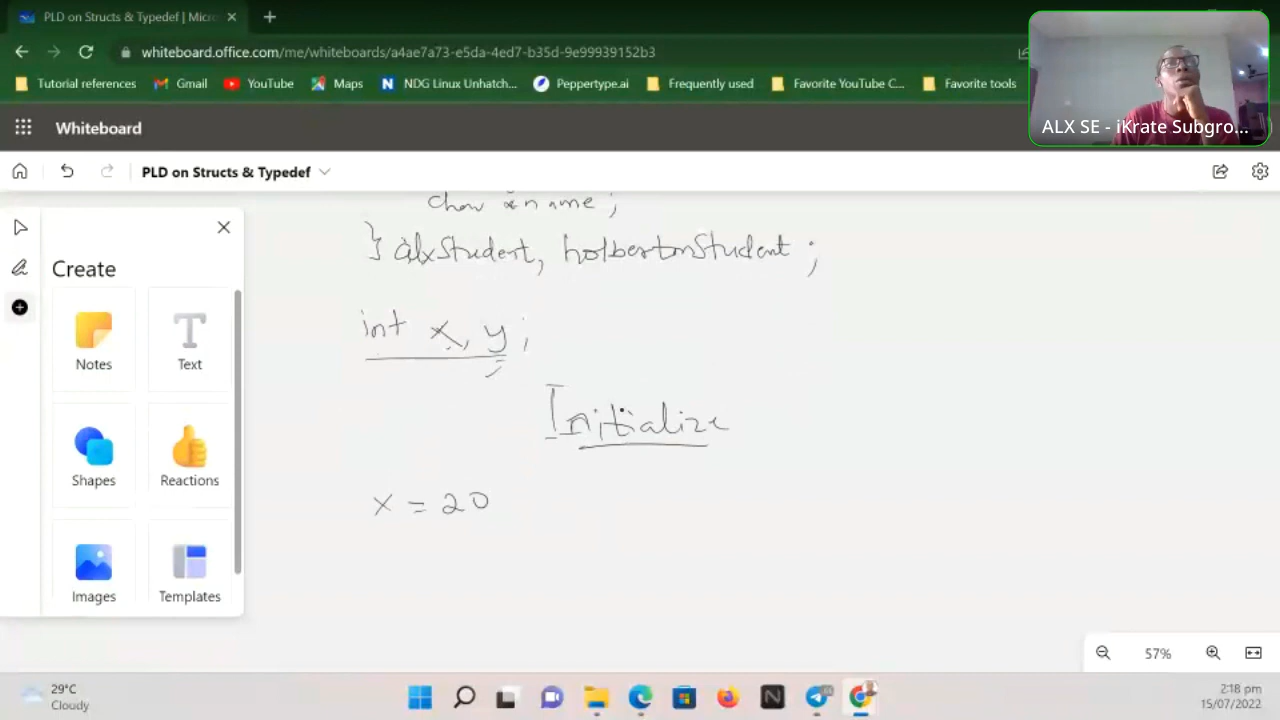 PLD on Structs & Typedef | Micr
whiteboard.office.com/me/whiteboards/a4ae7a73-e5da-4ed7-b35d-9e99939152b3
Tutorial references
Gmail
YouTube
Maps
NDG Linux Unhatch...
Peppertype.ai
Frequently used
Favorite YouTube C...
Favorite tools
ALX SE - iKrate Subgro...
Whiteboard
PLD on Structs & Typedef
char *name;
} alxStudent, holbertonStudent;
int x, y;
Initialize
x = 20
Create
Notes
Text
Shapes
Reactions
Images
Templates
57%
29°C
Cloudy
2:18 pm
15/07/2022